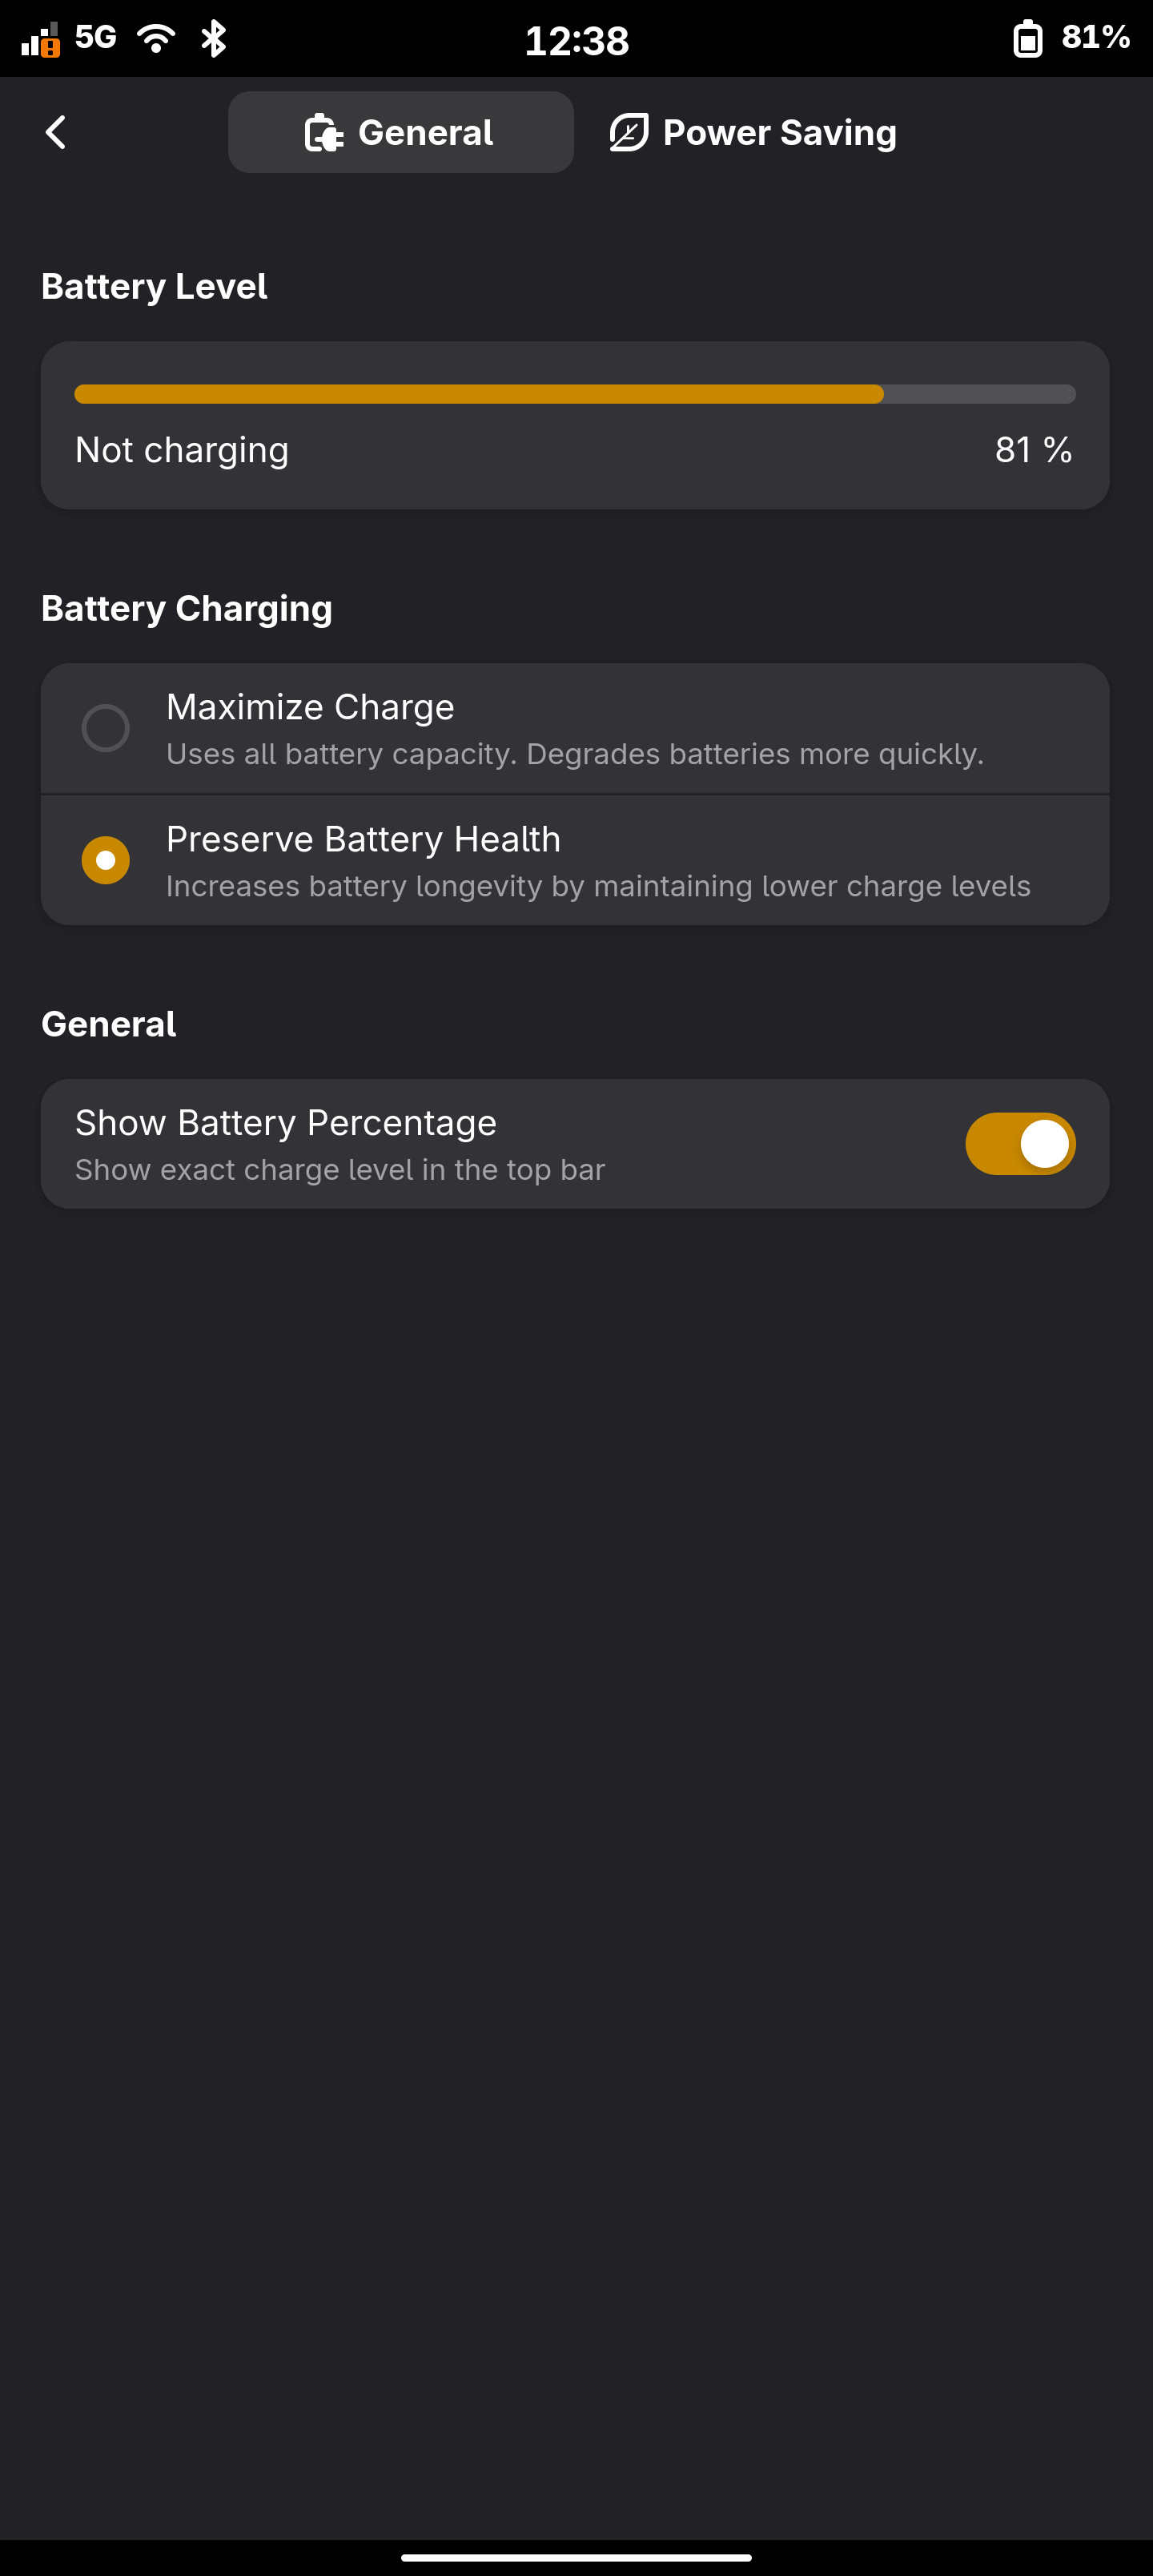 5G
12:38
81%
General
Power Saving
Battery Level
Not charging
81 %
Battery Charging
Maximize Charge
Uses all battery capacity. Degrades batteries more quickly.
Preserve Battery Health
Increases battery longevity by maintaining lower charge levels
General
Show Battery Percentage
Show exact charge level in the top bar